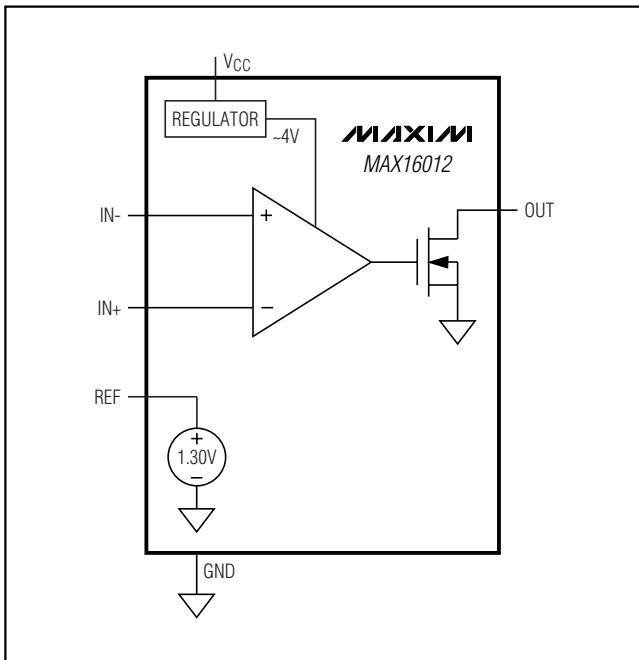 VCC
REGULATOR
~4V
MAXIM
MAX16012
IN-
+
OUT
IN+
−
REF
+
1.30V
−
GND